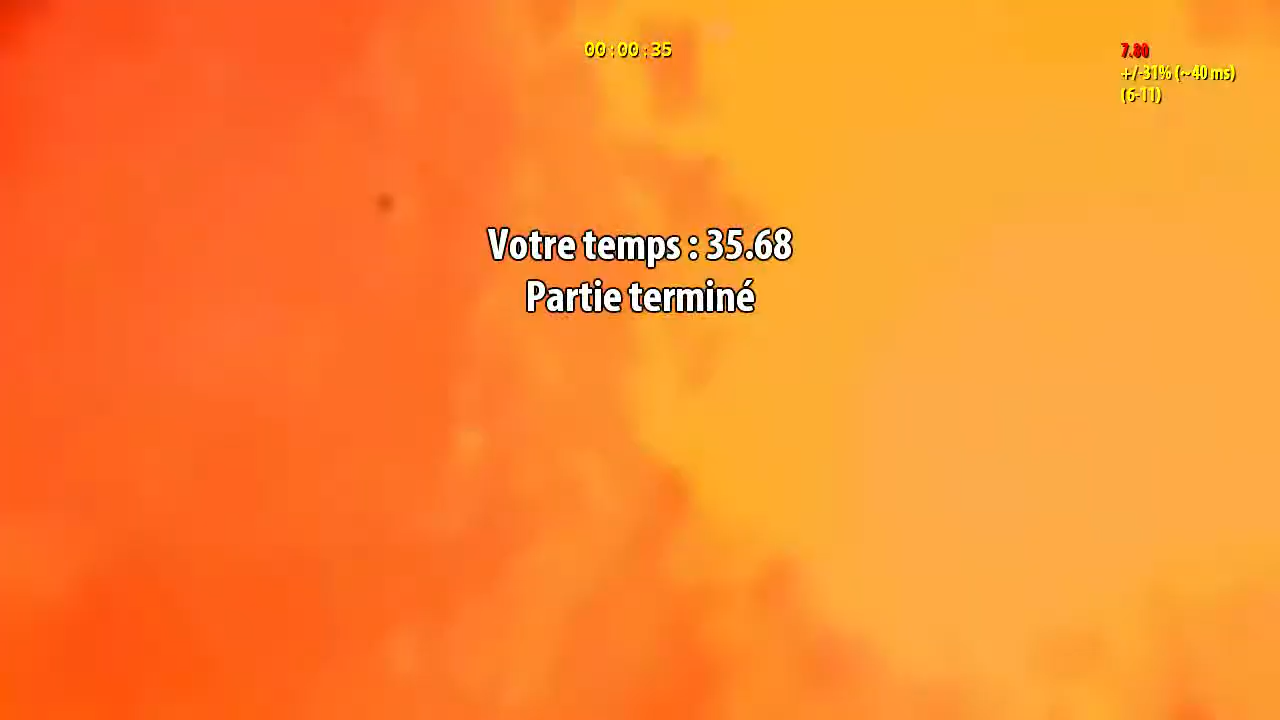 00:00:35
7.80
+/-31% (~40 ms)
(6-11)
Votre temps : 35.68
Partie terminé